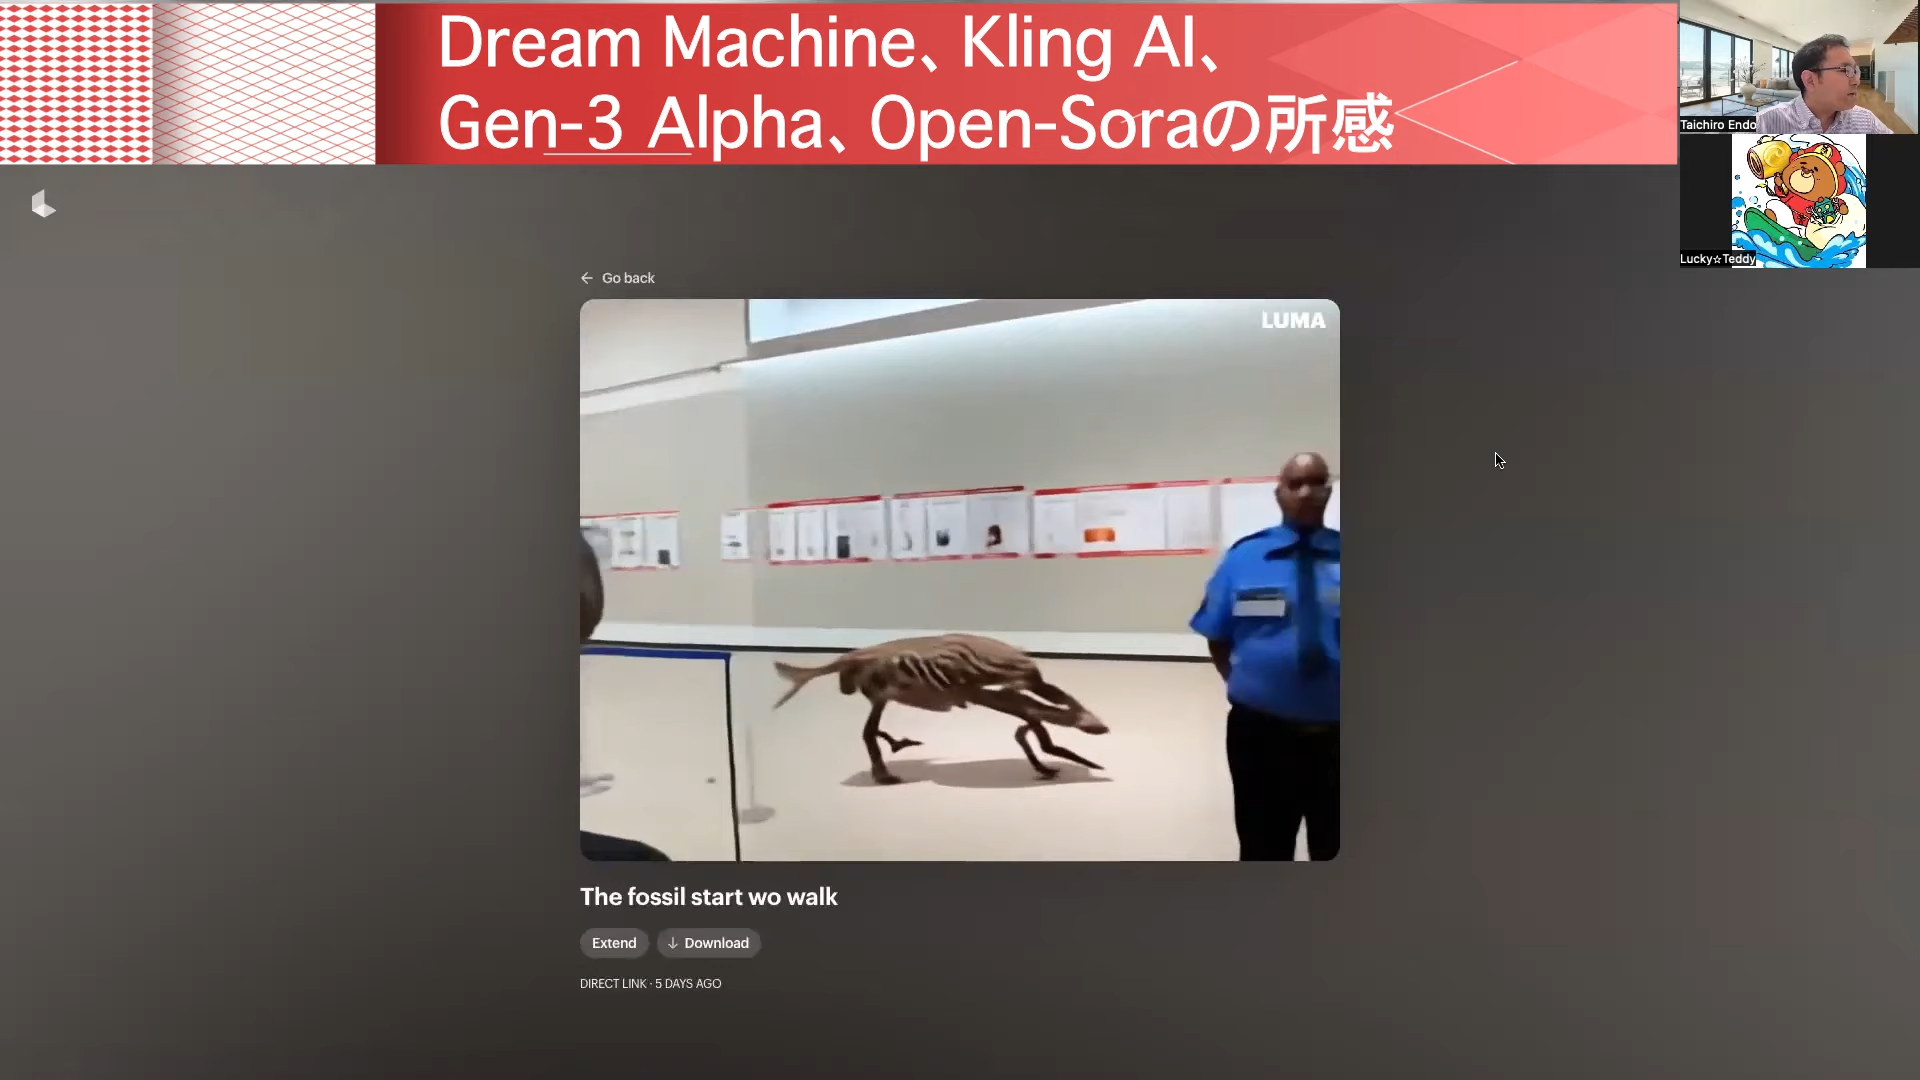 Dream Machine、Kling AI、
Gen-3 Alpha、Open-Soraの所感
Taichiro Endo
Lucky☆Teddy
← Go back
LUMA
The fossil start wo walk
Extend
↓ Download
DIRECT LINK · 5 DAYS AGO